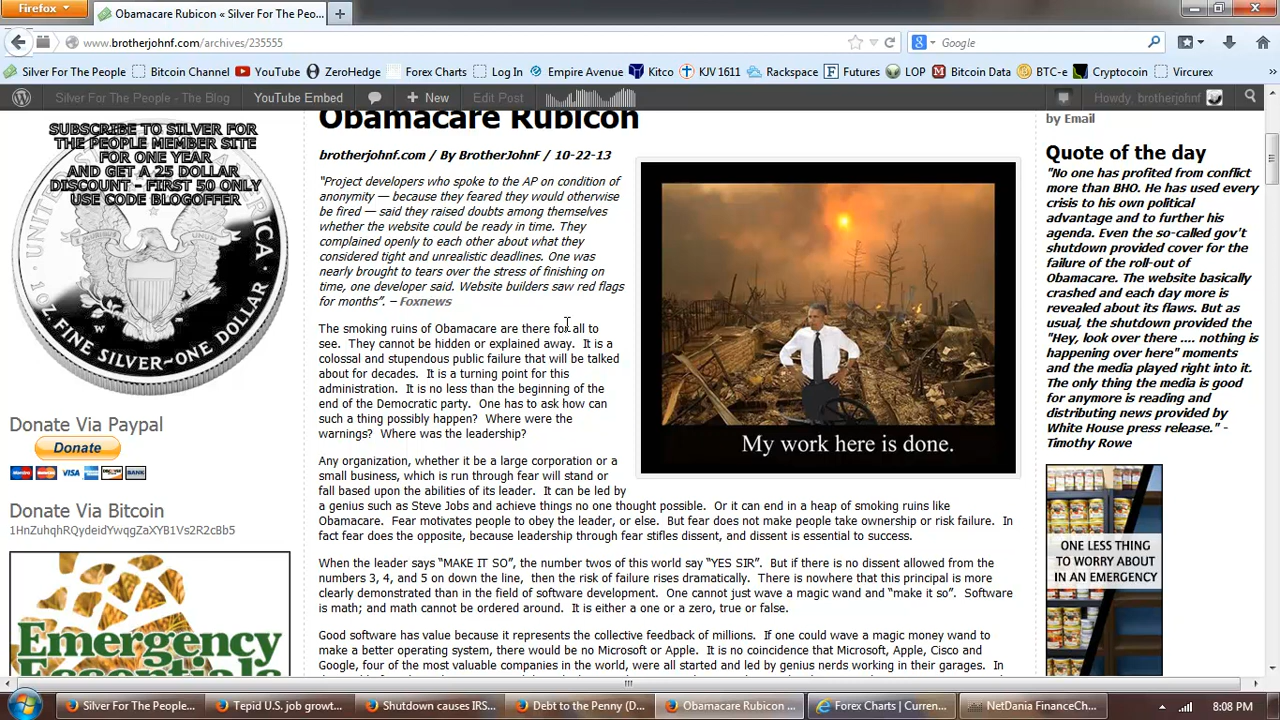 Firefox
Obamacare Rubicon « Silver For The Peo...
www.brotherjohnf.com/archives/235555
Google
Silver For The People
Bitcoin Channel
YouTube
ZeroHedge
Forex Charts
Log In
Empire Avenue
Kitco
KJV 1611
Rackspace
Futures
LOP
Bitcoin Data
BTC-e
Cryptocoin
Vircurex
»
Silver For The People - The Blog
YouTube Embed
New
Edit Post
Howdy, brotherjohnf
SUBSCRIBE TO SILVER FOR
THE PEOPLE MEMBER SITE
FOR ONE YEAR
AND GET A 25 DOLLAR
DISCOUNT - FIRST 50 ONLY
USE CODE BLOGOFFER
1 OZ. FINE SILVER~ONE DOLLAR
W
Donate Via Paypal
Donate
VISA
BANK
Donate Via Bitcoin
1HnZuhqhRQydeidYwqgZaXYB1Vs2R2cBb5
Emergency
Essentials
Obamacare Rubicon
brotherjohnf.com / By BrotherJohnF / 10-22-13
"Project developers who spoke to the AP on condition of
anonymity — because they feared they would otherwise
be fired — said they raised doubts among themselves
whether the website could be ready in time. They
complained openly to each other about what they
considered tight and unrealistic deadlines. One was
nearly brought to tears over the stress of finishing on
time, one developer said. Website builders saw red flags
for months". – Foxnews
The smoking ruins of Obamacare are there for all to
see. They cannot be hidden or explained away. It is a
colossal and stupendous public failure that will be talked
about for decades. It is a turning point for this
administration. It is no less than the beginning of the
end of the Democratic party. One has to ask how can
such a thing possibly happen? Where were the
warnings? Where was the leadership?
My work here is done.
Any organization, whether it be a large corporation or a
small business, which is run through fear will stand or
fall based upon the abilities of its leader. It can be led by
a genius such as Steve Jobs and achieve things no one thought possible. Or it can end in a heap of smoking ruins like
Obamacare. Fear motivates people to obey the leader, or else. But fear does not make people take ownership or risk failure. In
fact fear does the opposite, because leadership through fear stifles dissent, and dissent is essential to success.
When the leader says "MAKE IT SO", the number twos of this world say "YES SIR". But if there is no dissent allowed from the
numbers 3, 4, and 5 on down the line, then the risk of failure rises dramatically. There is nowhere that this principal is more
clearly demonstrated than in the field of software development. One cannot just wave a magic wand and "make it so". Software
is math; and math cannot be ordered around. It is either a one or a zero, true or false.
Good software has value because it represents the collective feedback of millions. If one could wave a magic money wand to
make a better operating system, there would be no Microsoft or Apple. It is no coincidence that Microsoft, Apple, Cisco and
Google, four of the most valuable companies in the world, were all started and led by genius nerds working in their garages. In
by Email
Quote of the day
"No one has profited from conflict
more than BHO. He has used every
crisis to his own political
advantage and to further his
agenda. Even the so-called gov't
shutdown provided cover for the
failure of the roll-out of
Obamacare. The website basically
crashed and each day more is
revealed about its flaws. But as
usual, the shutdown provided the
"Hey, look over there .... nothing is
happening over here" moments
and the media played right into it.
The only thing the media is good
for anymore is reading and
distributing news provided by
White House press release." -
Timothy Rowe
ONE LESS THING
TO WORRY ABOUT
IN AN EMERGENCY
Silver For The People...
Tepid U.S. job growt...
Shutdown causes IRS...
Debt to the Penny (D...
Obamacare Rubicon ...
Forex Charts | Curren...
NetDania FinanceCh...
8:08 PM